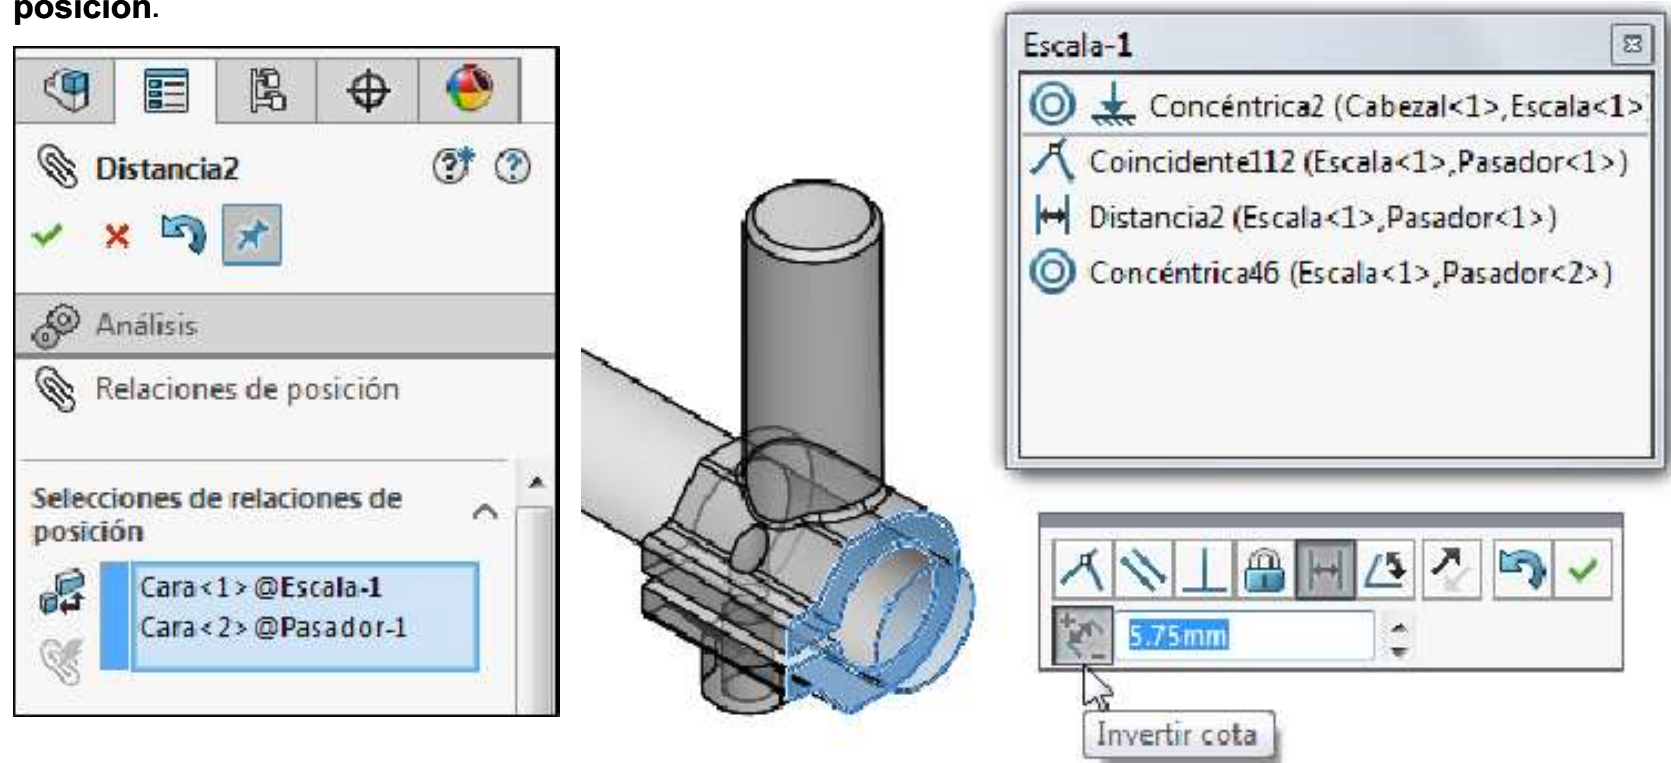 posición.
Distancia2
Análisis
Relaciones de posición
Selecciones de relaciones de
posición
Cara<1> @Escala-1
Cara<2> @Pasador-1
Escala-1
Concéntrica2 (Cabezal<1>,Escala<1>
Coincidente112 (Escala<1>,Pasador<1>)
Distancia2 (Escala<1>,Pasador<1>)
Concéntrica46 (Escala<1>,Pasador<2>)
5.75mm
Invertir cota